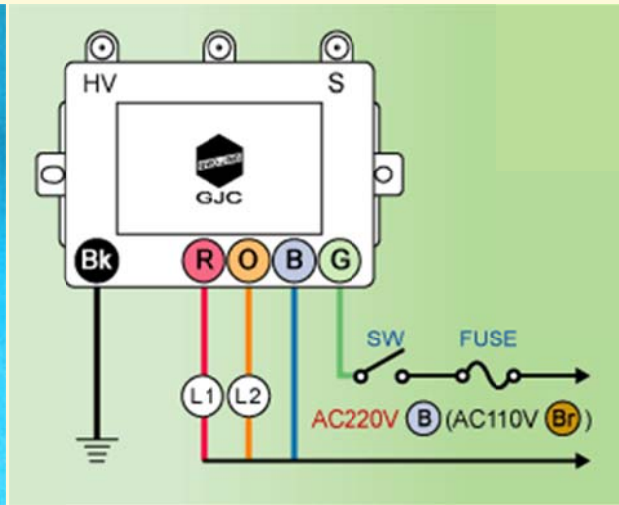 HV S
GJC
Bk R O B G
SW FUSE
L1 L2
AC220V B (AC110V Br)